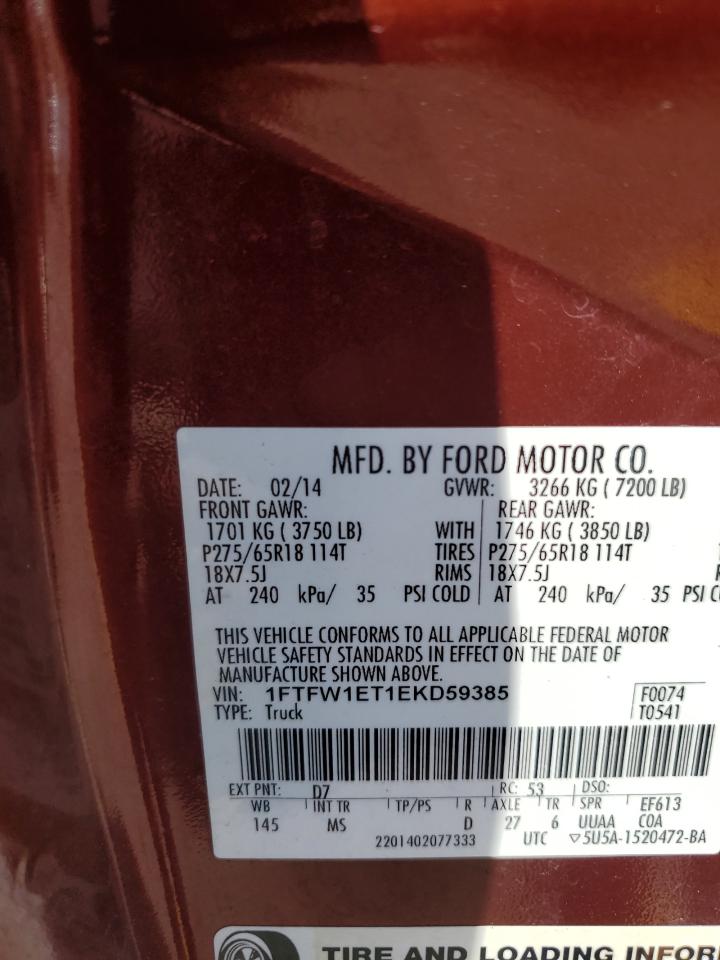 MFD. BY FORD MOTOR CO.
DATE: 02/14 GVWR: 3266 KG ( 7200 LB)
FRONT GAWR: REAR GAWR:
1701 KG ( 3750 LB) WITH 1746 KG ( 3850 LB)
P275/65R18 114T TIRES P275/65R18 114T
18X7.5J RIMS 18X7.5J
AT 240 kPa/ 35 PSI COLD AT 240 kPa/ 35 PSI
THIS VEHICLE CONFORMS TO ALL APPLICABLE FEDERAL MOTOR
VEHICLE SAFETY STANDARDS IN EFFECT ON THE DATE OF
MANUFACTURE SHOWN ABOVE.
VIN: 1FTFW1ET1EKD59385 F0074
TYPE: Truck T0541
EXT PNT: D7 RC: 53 DSO:
WB INT TR TP/PS R AXLE TR SPR EF613
145 MS D 27 6 UUAA COA
2201402077333 UTC ▽5U5A-1520472-BA
TIRE AND LOADING INFOR